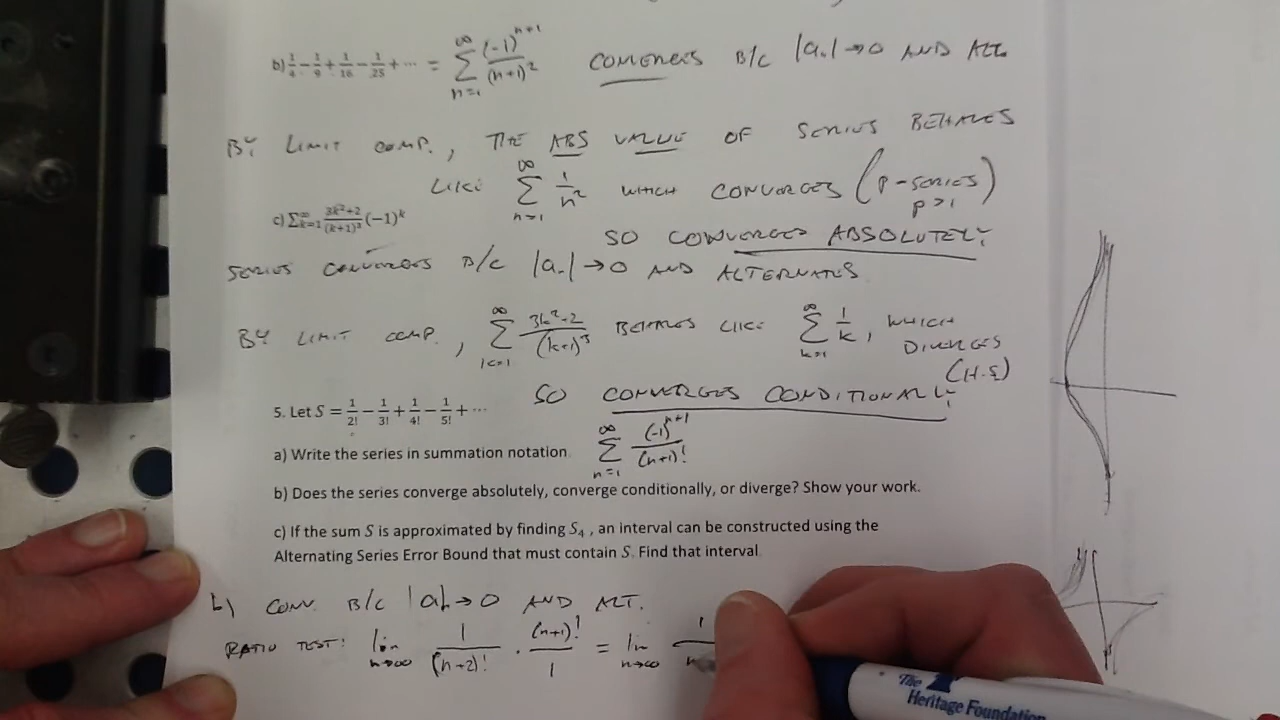 b) 1/4 - 1/9 + 1/16 - 1/25 + ⋯ = ∞ Σ n=1 (-1)^(n+1) / (n+1)² CONVERGES B/C |aₙ| → 0 AND ALT.
BY LIMIT COMP., THE ABS VALUE OF SERIES BEHAVES
LIKE ∞ Σ n=1 1/n² WHICH CONVERGES (P-SERIES) P>1
c) Σ_{k=1}^{∞} (3k²+2)/(k+1)³ (-1)^k
SO CONVERGES ABSOLUTELY
SERIES CONVERGES B/C |aₙ| → 0 AND ALTERNATES
BY LIMIT COMP., ∞ Σ k=1 (3k²+2)/(k+1)³ BEHAVES LIKE ∞ Σ k=1 1/k, WHICH DIVERGES (H.S)
SO CONVERGES CONDITIONALLY
5. Let S = 1/2! - 1/3! + 1/4! - 1/5! + ⋯
a) Write the series in summation notation. ∞ Σ n=1 (-1)^(n+1) / (n+1)!
b) Does the series converge absolutely, converge conditionally, or diverge? Show your work.
c) If the sum S is approximated by finding S₄, an interval can be constructed using the
Alternating Series Error Bound that must contain S. Find that interval.
b) CONV. B/C |aₙ| → 0 AND ALT.
RATIO TEST: lim n→∞ 1/(n+2)! · (n+1)!/1 = lim n→∞ 1/n
The
Heritage Foundation